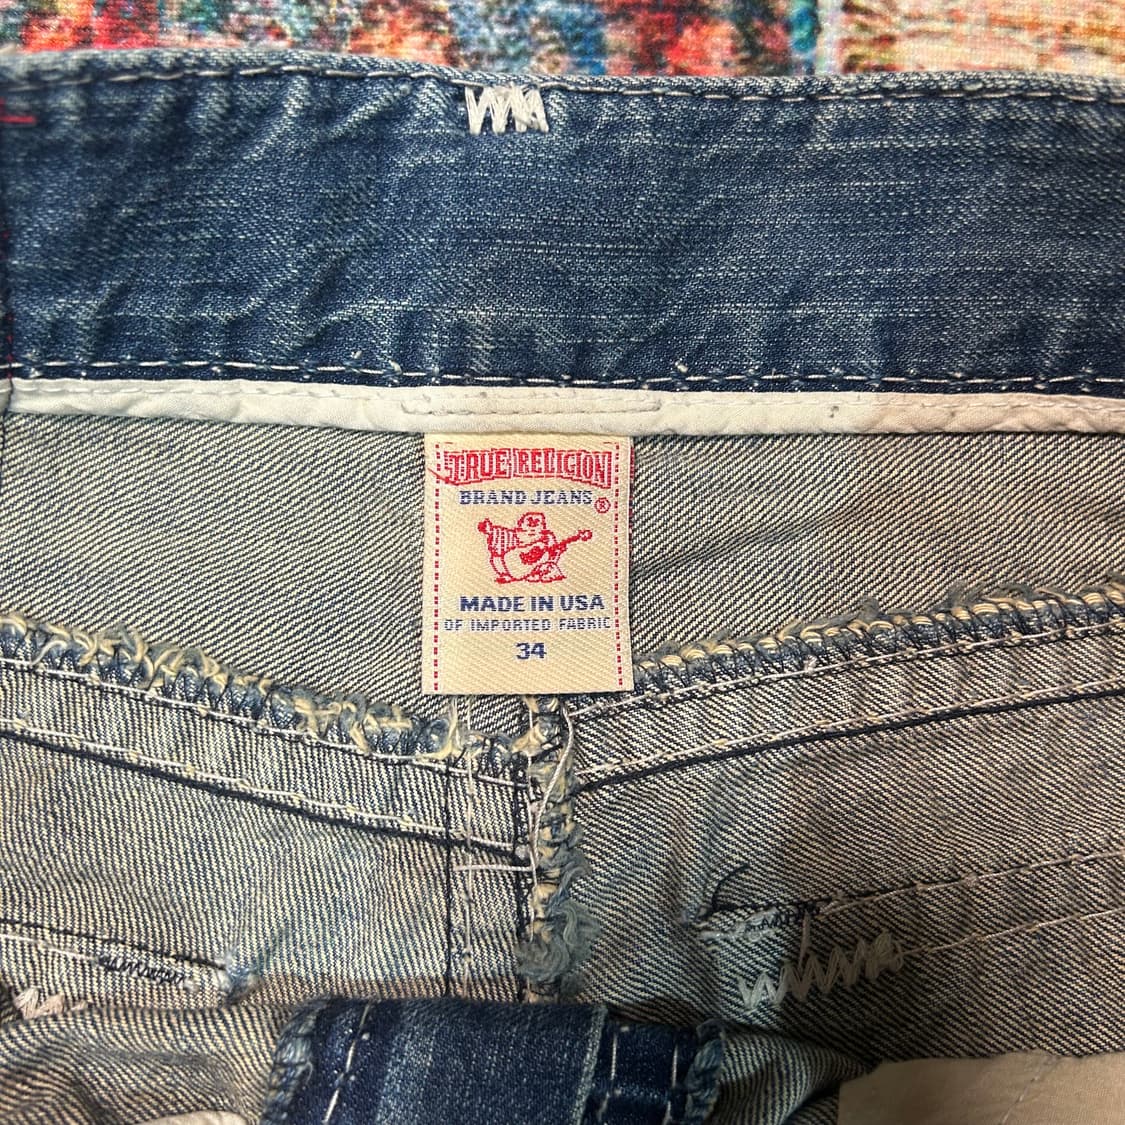 TRUE RELIGION
BRAND JEANS®
MADE IN USA
OF IMPORTED FABRIC
34